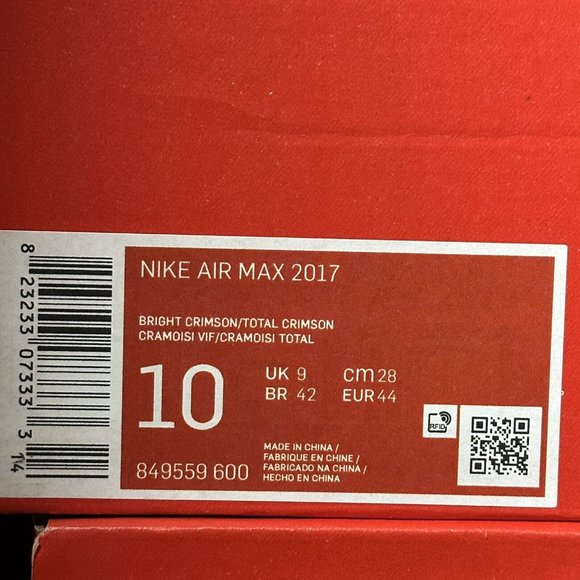 8 23233 07333 3 14
NIKE AIR MAX 2017
BRIGHT CRIMSON/TOTAL CRIMSON
CRAMOISI VIF/CRAMOISI TOTAL
10
UK 9 cm 28
BR 42 EUR 44
RFID
849559 600
MADE IN CHINA /
FABRIQUE EN CHINE /
FABRICADO NA CHINA /
HECHO EN CHINA